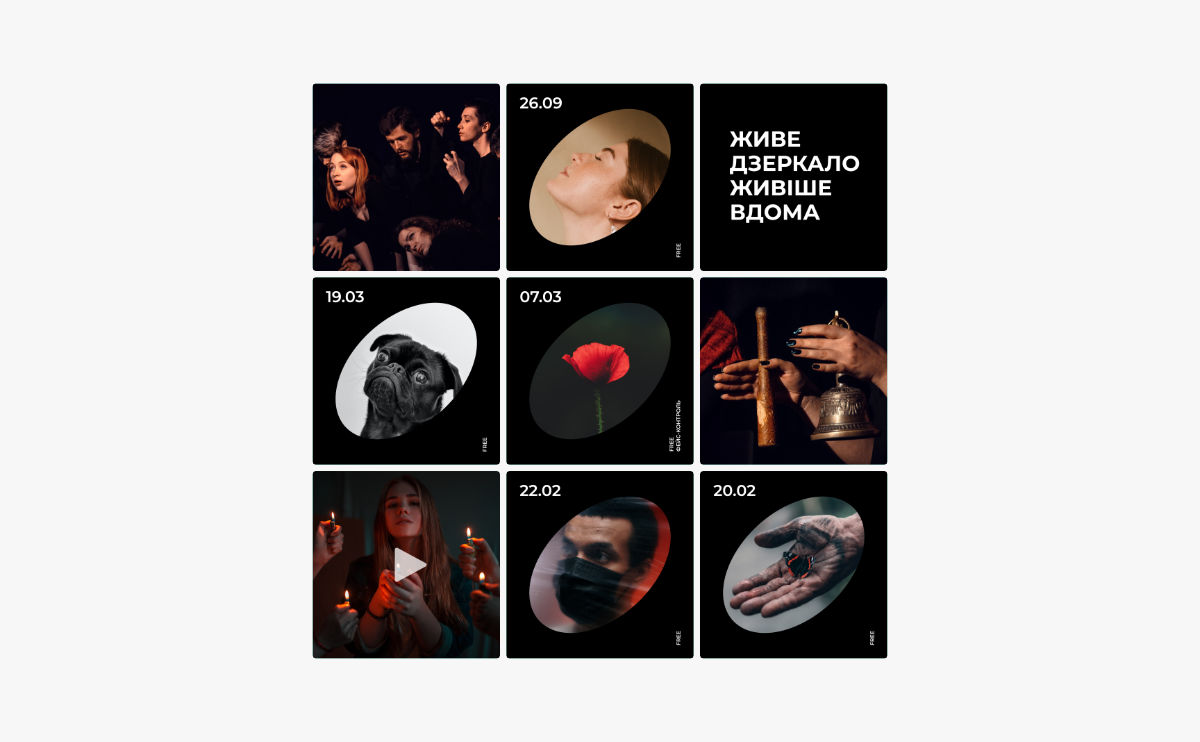 26.09
FREE
ЖИВЕ
ДЗЕРКАЛО
ЖИВІШЕ
ВДОМА
19.03
FREE
07.03
FREE
ФЕЙС-КОНТРОЛЬ
22.02
FREE
20.02
FREE